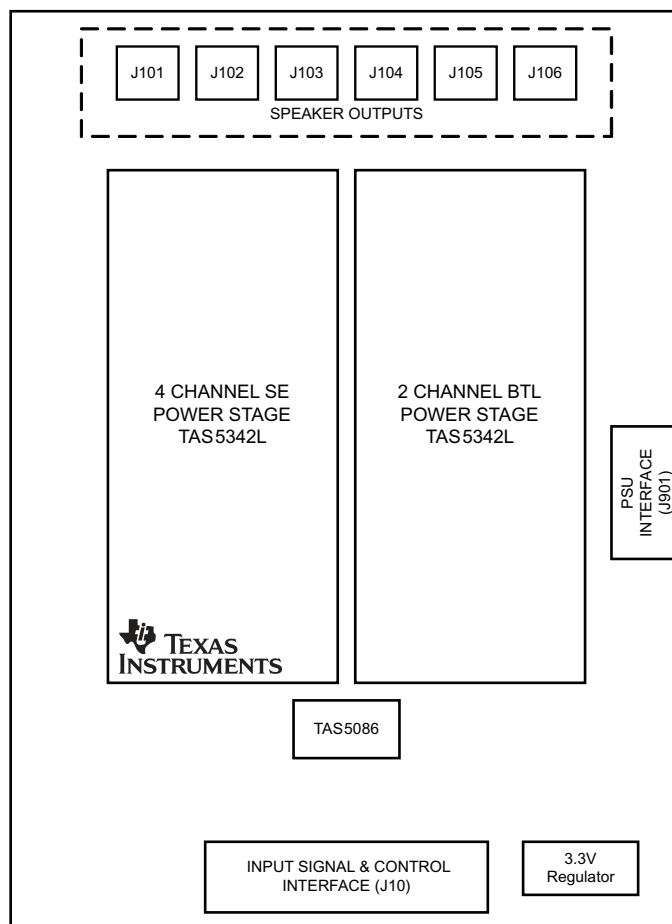 J101 J102 J103 J104 J105 J106
SPEAKER OUTPUTS
4 CHANNEL SE
POWER STAGE
TAS5342L
2 CHANNEL BTL
POWER STAGE
TAS5342L
PSU
INTERFACE
(J901)
TEXAS
INSTRUMENTS
TAS5086
INPUT SIGNAL & CONTROL
INTERFACE (J10)
3.3V
Regulator